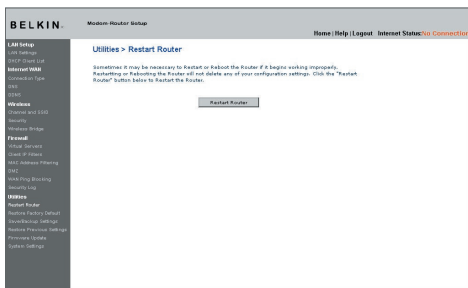 BELKIN
Modem-Router Setup
Home | Help | Logout Internet Status: No Connection
LAN Setup
LAN Settings
DHCP Client List
Internet WAN
Connection Type
DNS
DDNS
Wireless
Channel and SSID
Security
Wireless Bridge
Firewall
Virtual Servers
Client IP Filters
MAC Address Filtering
DMZ
WAN Ping Blocking
Security Log
Utilities
Restart Router
Restore Factory Default
Save/Backup Settings
Restore Previous Settings
Firmware Update
System Settings
Utilities > Restart Router
Sometimes it may be necessary to Restart or Reboot the Router if it begins working improperly.
Restarting or Rebooting the Router will not delete any of your configuration settings. Click the "Restart
Router" button below to Restart the Router.
Restart Router